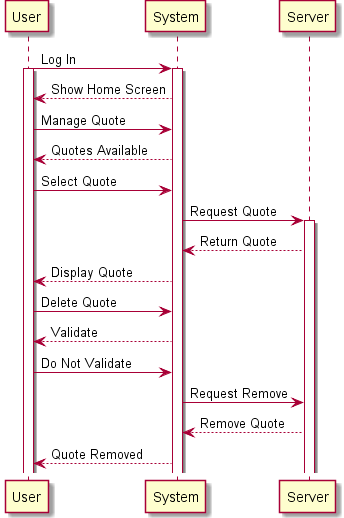 User System Server
Log In
Show Home Screen
Manage Quote
Quotes Available
Select Quote
Request Quote
Return Quote
Display Quote
Delete Quote
Validate
Do Not Validate
Request Remove
Remove Quote
Quote Removed
User System Server